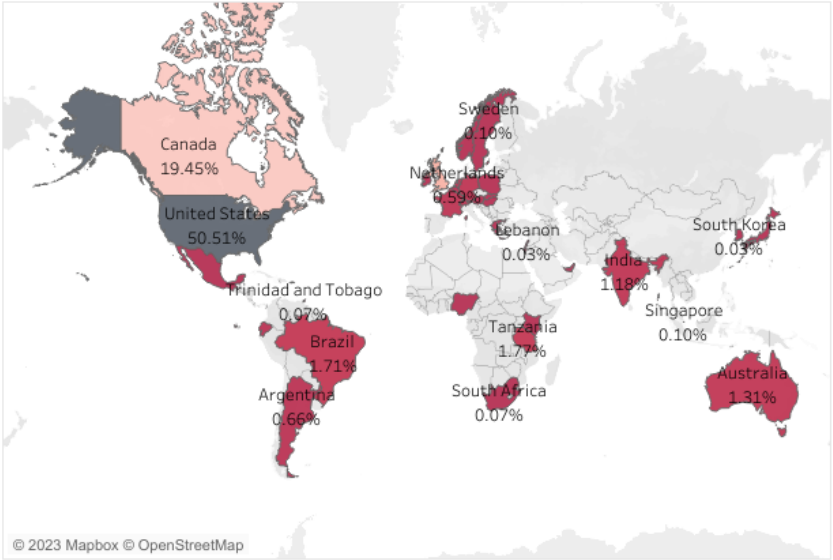 Sweden
0.10%
Canada
19.45%
Netherlands
0.59%
United States
50.51%
Lebanon
0.03%
South Korea
0.03%
India
1.18%
Trinidad and Tobago
0.07%
Singapore
0.10%
Brazil
1.71%
Tanzania
1.77%
Australia
1.31%
Argentina
0.66%
South Africa
0.07%
© 2023 Mapbox © OpenStreetMap